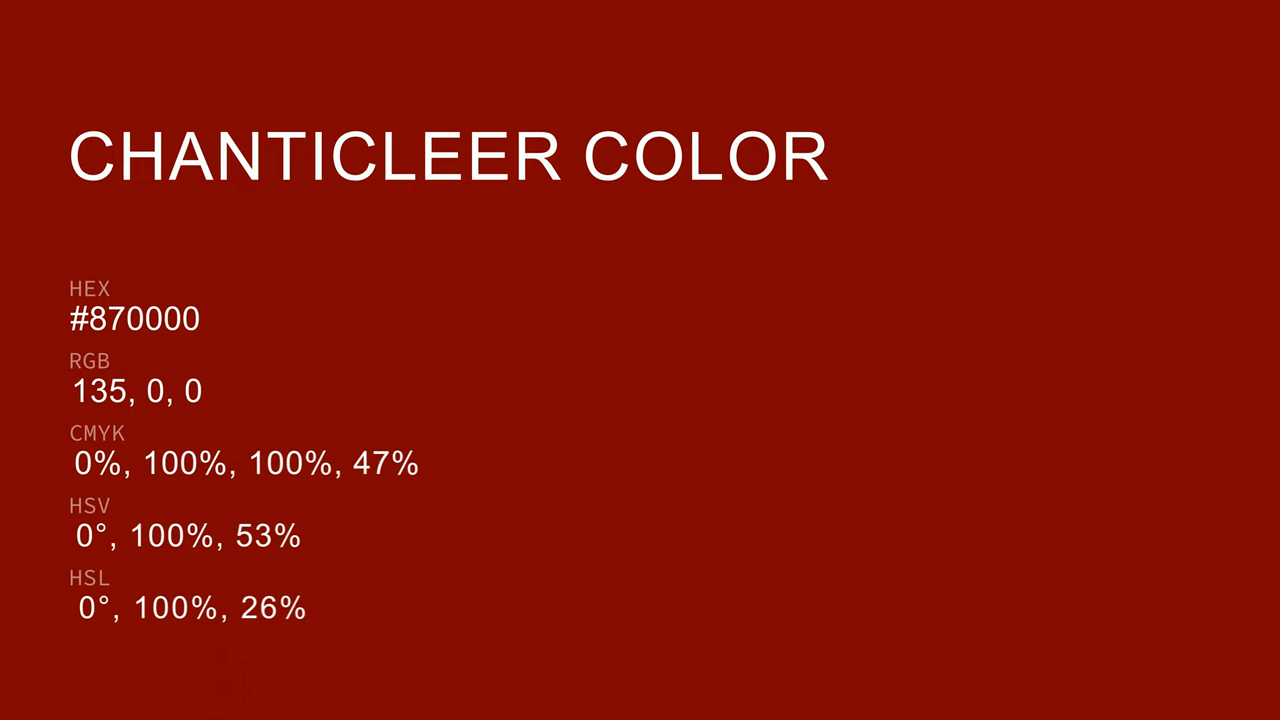 CHANTICLEER COLOR
HEX
#870000
RGB
135, 0, 0
CMYK
0%, 100%, 100%, 47%
HSV
0°, 100%, 53%
HSL
0°, 100%, 26%